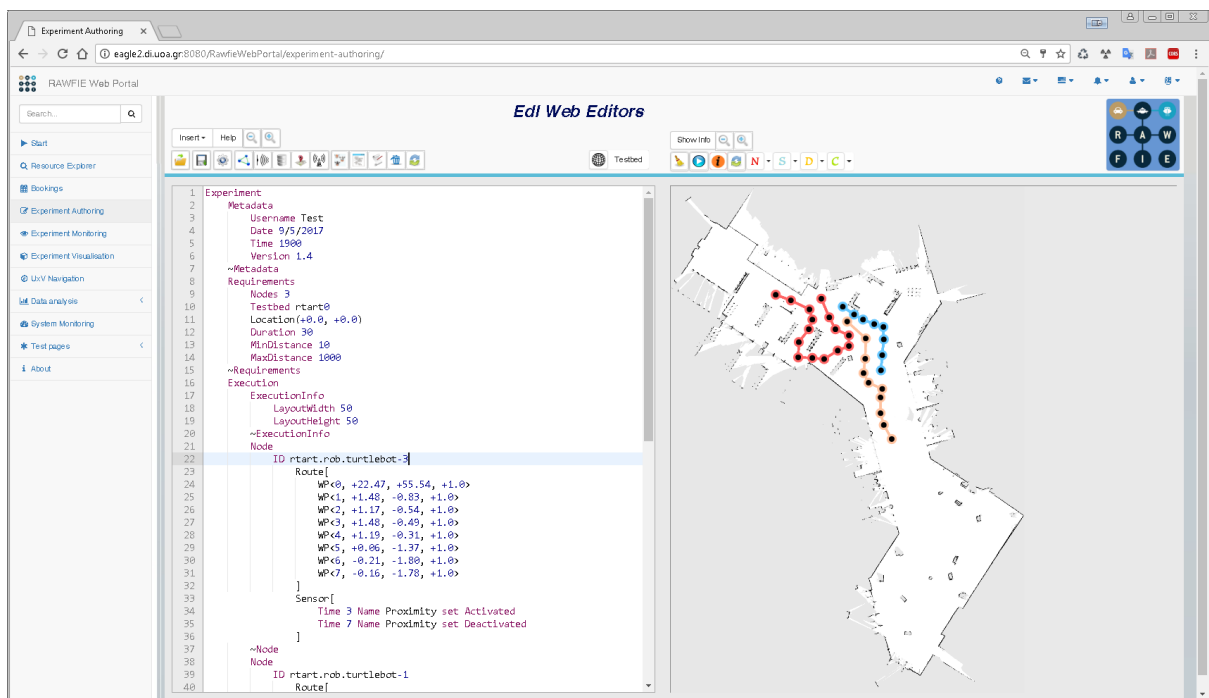 Experiment Authoring
eagle2.di.uoa.gr:8080/RawfieWebPortal/experiment-authoring/
RAWFIE Web Portal
Search...
Start
Resource Explorer
Bookings
Experiment Authoring
Experiment Monitoring
Experiment Visualisation
UxV Navigation
Data analysis
System Monitoring
Test pages
About
Edl Web Editors
R A W
F I E
Insert Help
Testbed
Show Info
N S D C
1 Experiment
2 Metadata
3 Username Test
4 Date 9/5/2017
5 Time 1900
6 Version 1.4
7 ~Metadata
8 Requirements
9 Nodes 3
10 Testbed rtart0
11 Location(+0.0, +0.0)
12 Duration 30
13 MinDistance 10
14 MaxDistance 1000
15 ~Requirements
16 Execution
17 ExecutionInfo
18 LayoutWidth 50
19 LayoutHeight 50
20 ~ExecutionInfo
21 Node
22 ID rtart.rob.turtlebot-3
23 Route[
24 WP<0, +22.47, +55.54, +1.0>
25 WP<1, +1.48, -0.83, +1.0>
26 WP<2, +1.17, -0.54, +1.0>
27 WP<3, +1.48, -0.49, +1.0>
28 WP<4, +1.19, -0.31, +1.0>
29 WP<5, +0.06, -1.37, +1.0>
30 WP<6, -0.21, -1.80, +1.0>
31 WP<7, -0.16, -1.78, +1.0>
32 ]
33 Sensor[
34 Time 3 Name Proximity set Activated
35 Time 7 Name Proximity set Deactivated
36 ]
37 ~Node
38 Node
39 ID rtart.rob.turtlebot-1
40 Route[